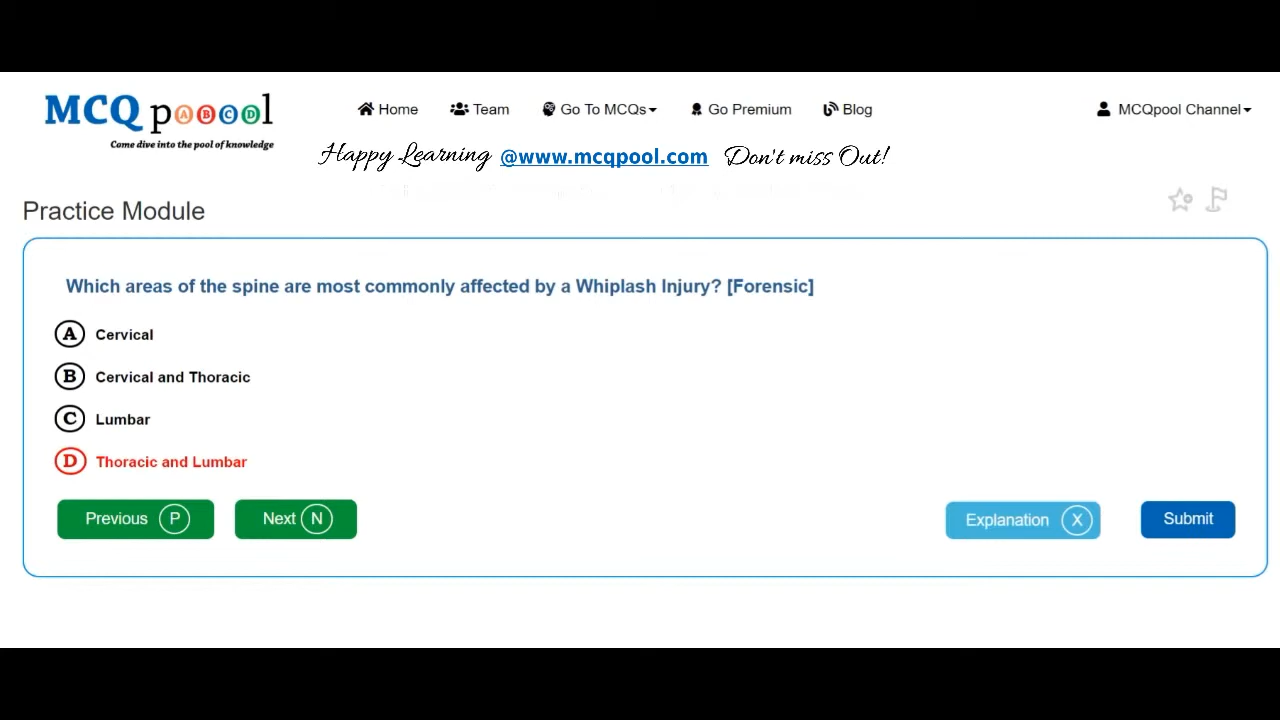 MCQ pooool
Come dive into the pool of knowledge
Home Team Go To MCQs Go Premium Blog MCQpool Channel
Happy Learning @www.mcqpool.com Don't miss Out!
Practice Module
Which areas of the spine are most commonly affected by a Whiplash Injury? [Forensic]
A Cervical
B Cervical and Thoracic
C Lumbar
D Thoracic and Lumbar
Previous P Next N Explanation X Submit